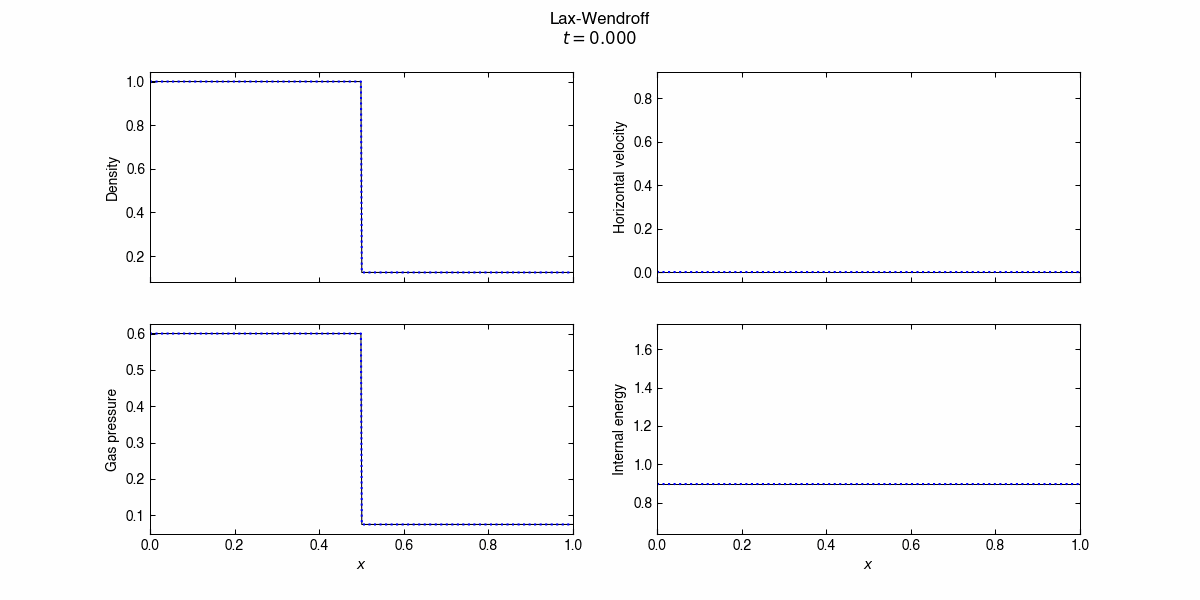 Lax-Wendroff
t = 0.000
Density
1.0
0.8
0.6
0.4
0.2
Horizontal velocity
0.8
0.6
0.4
0.2
0.0
Gas pressure
0.6
0.5
0.4
0.3
0.2
0.1
0.0 0.2 0.4 0.6 0.8 1.0
x
Internal energy
1.6
1.4
1.2
1.0
0.8
0.0 0.2 0.4 0.6 0.8 1.0
x